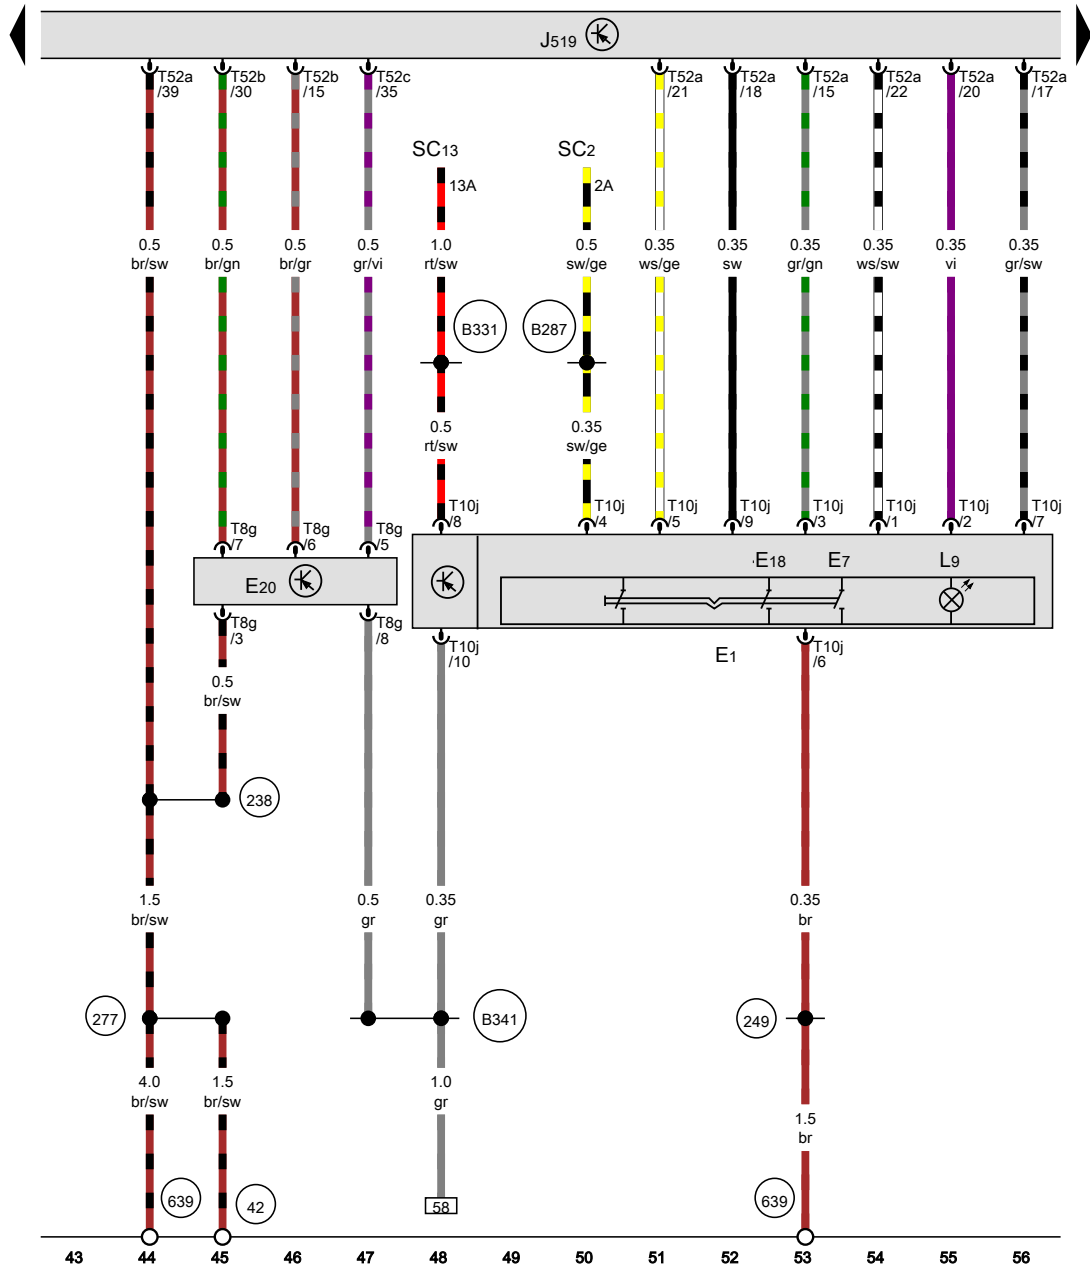 J519
T52a T52b T52b T52c T52a T52a T52a T52a T52a T52a
/39 /30 /15 /35 /21 /18 /15 /22 /20 /17
SC13 SC2
13A 2A
0.5 0.5 0.5 0.5 1.0 0.5 0.35 0.35 0.35 0.35 0.35 0.35
br/sw br/gn br/gr gr/vi rt/sw sw/ge ws/ge sw gr/gn ws/sw vi gr/sw
B331 B287
0.5 0.35
rt/sw sw/ge
T10j T10j T10j T10j T10j T10j T10j T10j
/8 /4 /5 /9 /3 /1 /2 /7
T8g T8g T8g
/7 /6 /5
E20 E18 E7 L9
T8g T8g T10j T10j
/3 /8 /10 /6
E1
0.5
br/sw
238
1.5 0.5 0.35 0.35
br/sw gr gr br
277 B341 249
4.0 1.5 1.0
br/sw br/sw gr
1.5
br
639 42 58 639
43 44 45 46 47 48 49 50 51 52 53 54 55 56